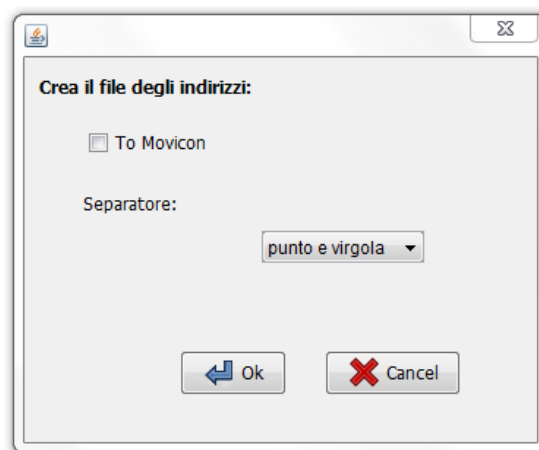 Crea il file degli indirizzi:
To Movicon
Separatore:
punto e virgola
Ok
Cancel